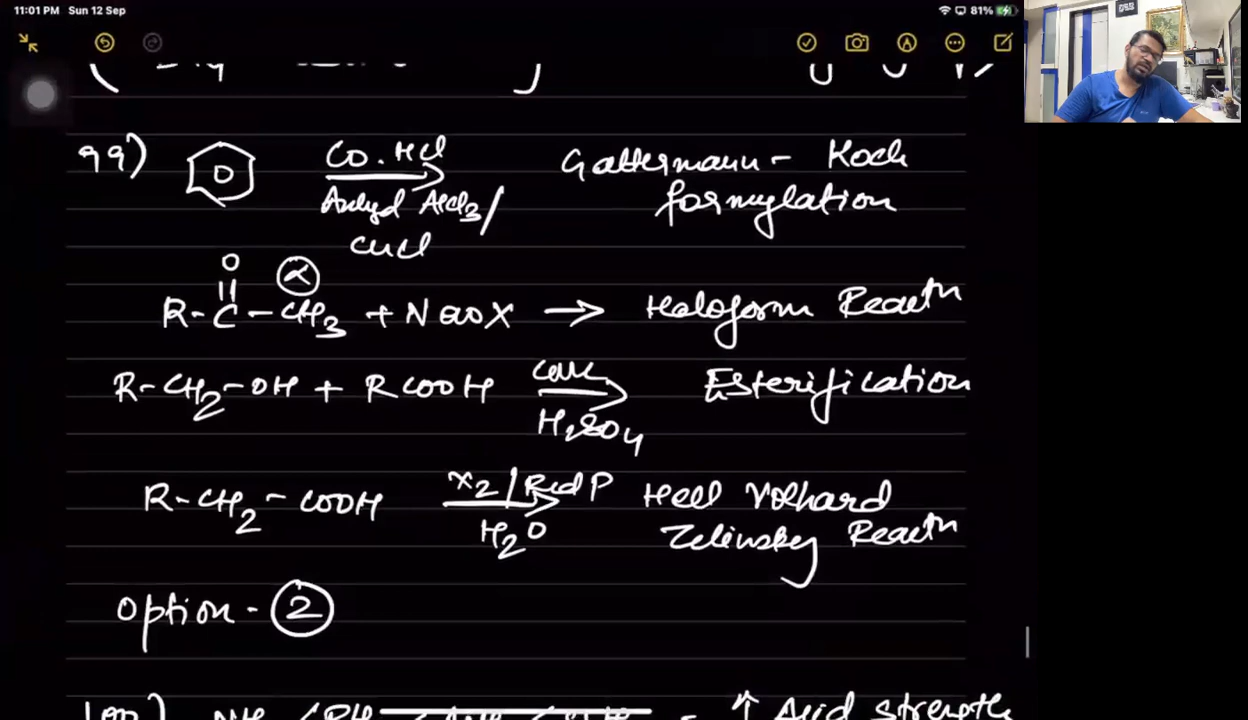 11:01 PM Sun 12 Sep 81%
99) CO. HCl Gattermann - Koch
Anhyd AlCl3/ formylation
CuCl
O α
R-C-CH3 + NaOX → Haloform Reactn
R-CH2-OH + RCOOH conc Esterification
H2SO4
R-CH2-COOH X2/Red P Hell Volhard
H2O Zelinskey Reactn
option - 2
100) ↑ Acid strength